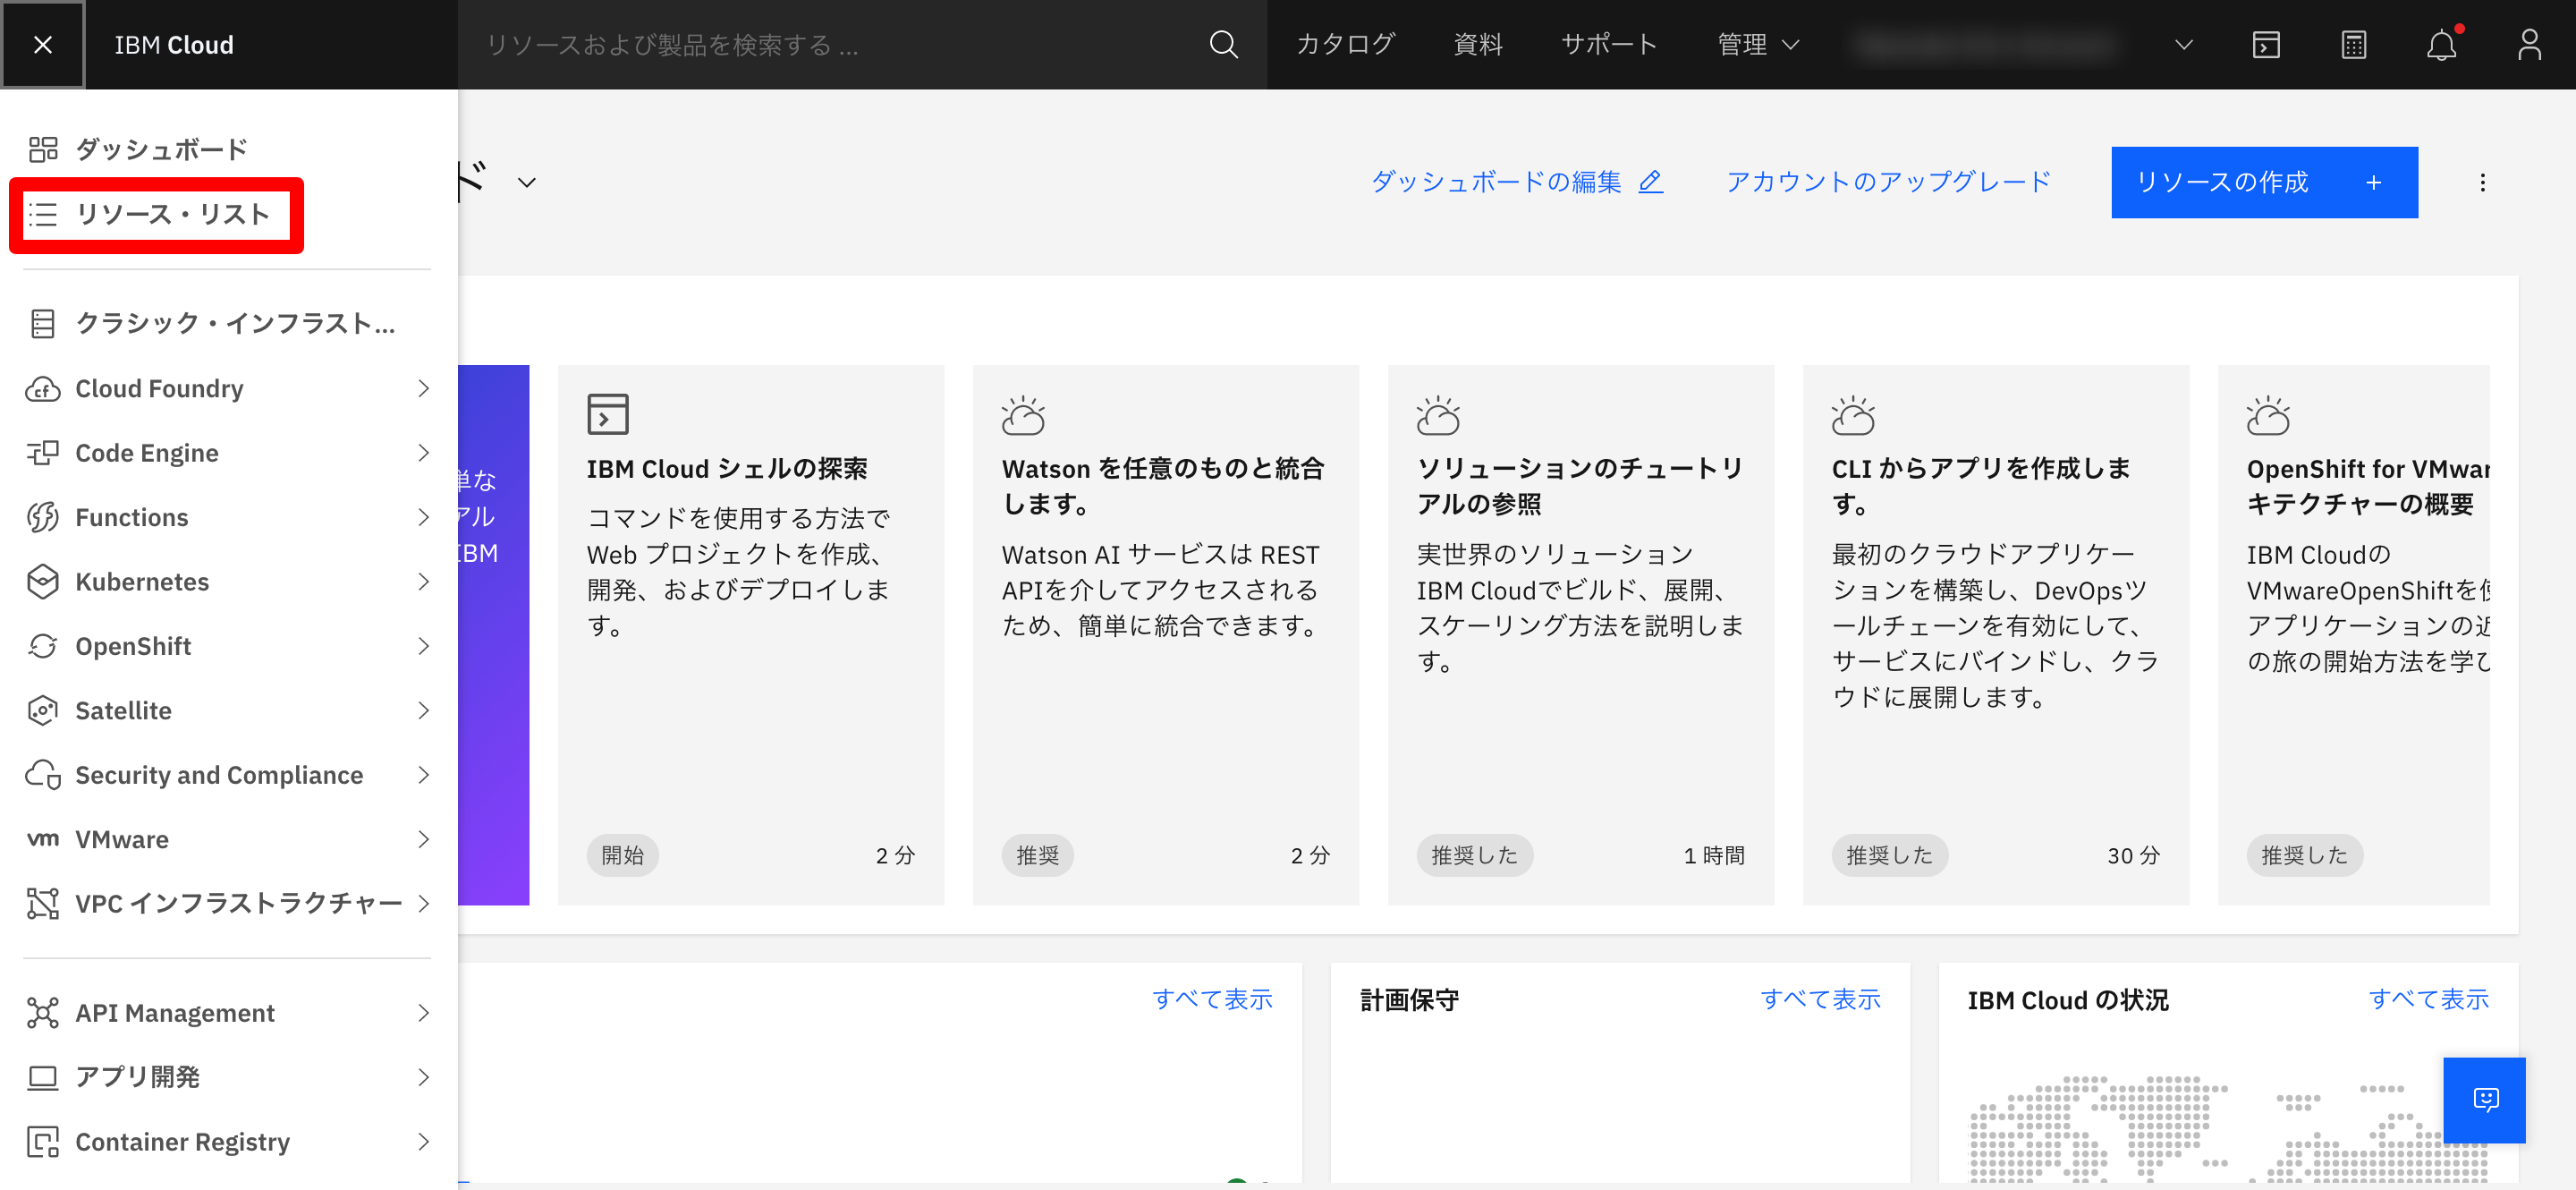 IBM Cloud
リソースおよび製品を検索する ...
カタログ
資料
サポート
管理
ダッシュボード
リソース・リスト
クラシック・インフラスト...
Cloud Foundry
Code Engine
Functions
Kubernetes
OpenShift
Satellite
Security and Compliance
VMware
VPC インフラストラクチャー
API Management
アプリ開発
Container Registry
ド
ダッシュボードの編集
アカウントのアップグレード
リソースの作成 +
単な
アル
IBM
IBM Cloud シェルの探索
コマンドを使用する方法で
Web プロジェクトを作成、
開発、およびデプロイしま
す。
開始
2 分
Watson を任意のものと統合
します。
Watson AI サービスは REST
APIを介してアクセスされる
ため、簡単に統合できます。
推奨
2 分
ソリューションのチュートリ
アルの参照
実世界のソリューション
IBM Cloudでビルド、展開、
スケーリング方法を説明しま
す。
推奨した
1 時間
CLI からアプリを作成しま
す。
最初のクラウドアプリケー
ションを構築し、DevOpsツ
ールチェーンを有効にして、
サービスにバインドし、クラ
ウドに展開します。
推奨した
30 分
OpenShift for VMwar
キテクチャーの概要
IBM Cloudの
VMwareOpenShiftを使
アプリケーションの近
の旅の開始方法を学び
推奨した
すべて表示
計画保守
すべて表示
IBM Cloud の状況
すべて表示